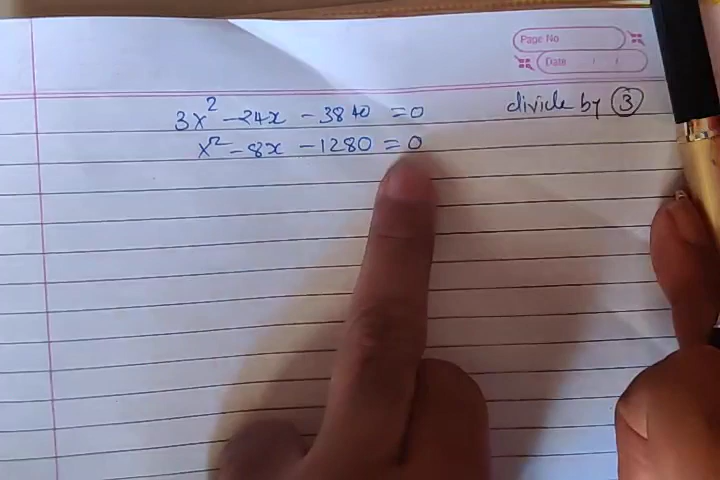 Page No
Date / /
3x² - 24x - 3840 = 0 divide by ③
x² - 8x - 1280 = 0